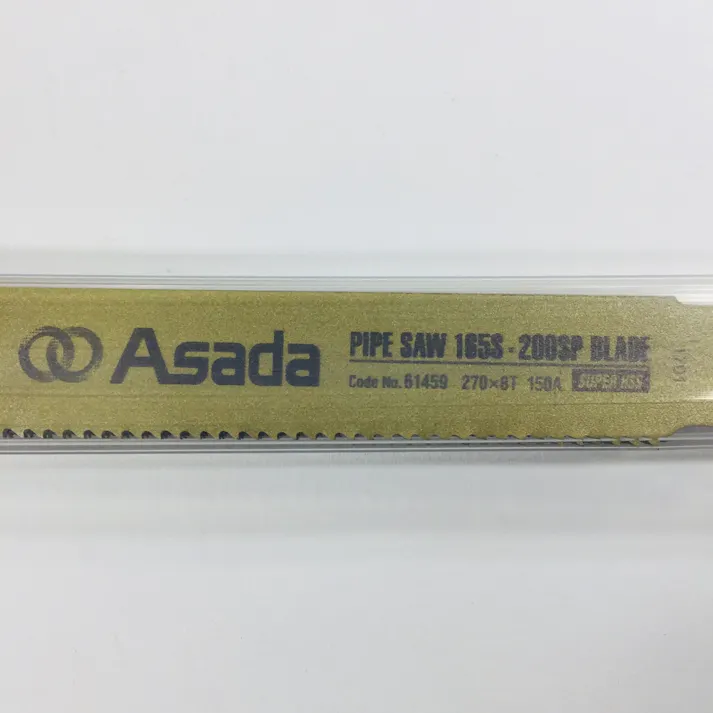 Asada
PIPE SAW 165S-200SP BLADE
Code No. 61459 270×8T 150A SUPER HSS